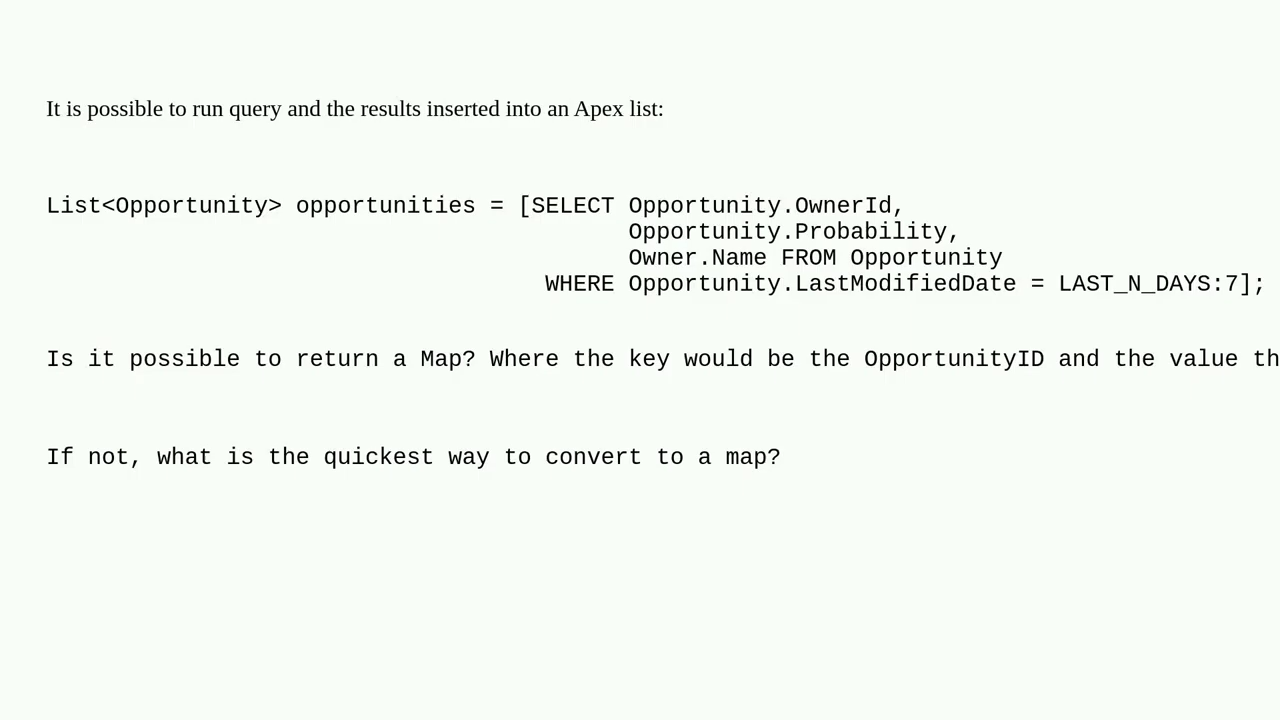 It is possible to run query and the results inserted into an Apex list:
List<Opportunity> opportunities = [SELECT Opportunity.OwnerId,
Opportunity.Probability,
Owner.Name FROM Opportunity
WHERE Opportunity.LastModifiedDate = LAST_N_DAYS:7];
Is it possible to return a Map? Where the key would be the OpportunityID and the value
If not, what is the quickest way to convert to a map?